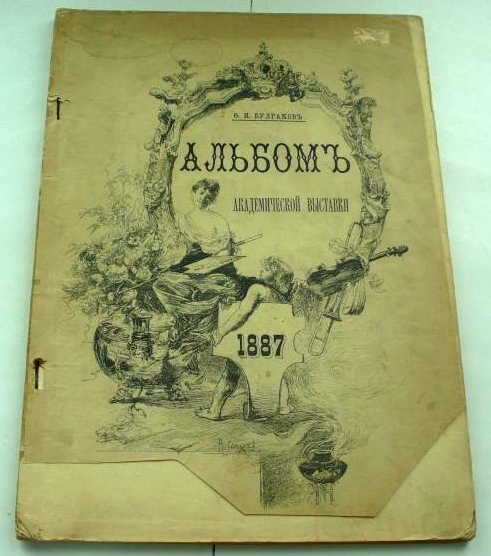 Ѳ. И. БУЛГАКОВЪ
АЛЬБОМЪ
АКАДЕМИЧЕСКОЙ ВЫСТАВКИ
1887